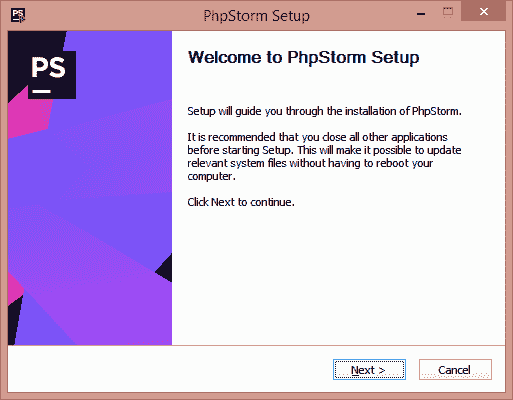 PhpStorm Setup
PS
Welcome to PhpStorm Setup
Setup will guide you through the installation of PhpStorm.
It is recommended that you close all other applications
before starting Setup. This will make it possible to update
relevant system files without having to reboot your
computer.
Click Next to continue.
Next >
Cancel